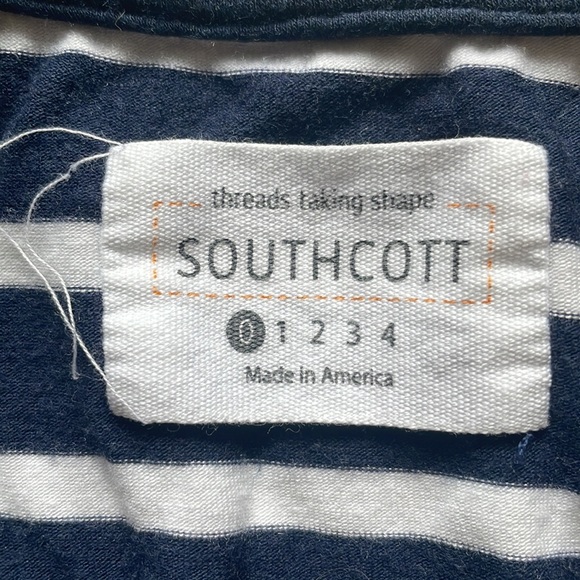 threads taking shape
SOUTHCOTT
0 1 2 3 4
Made in America